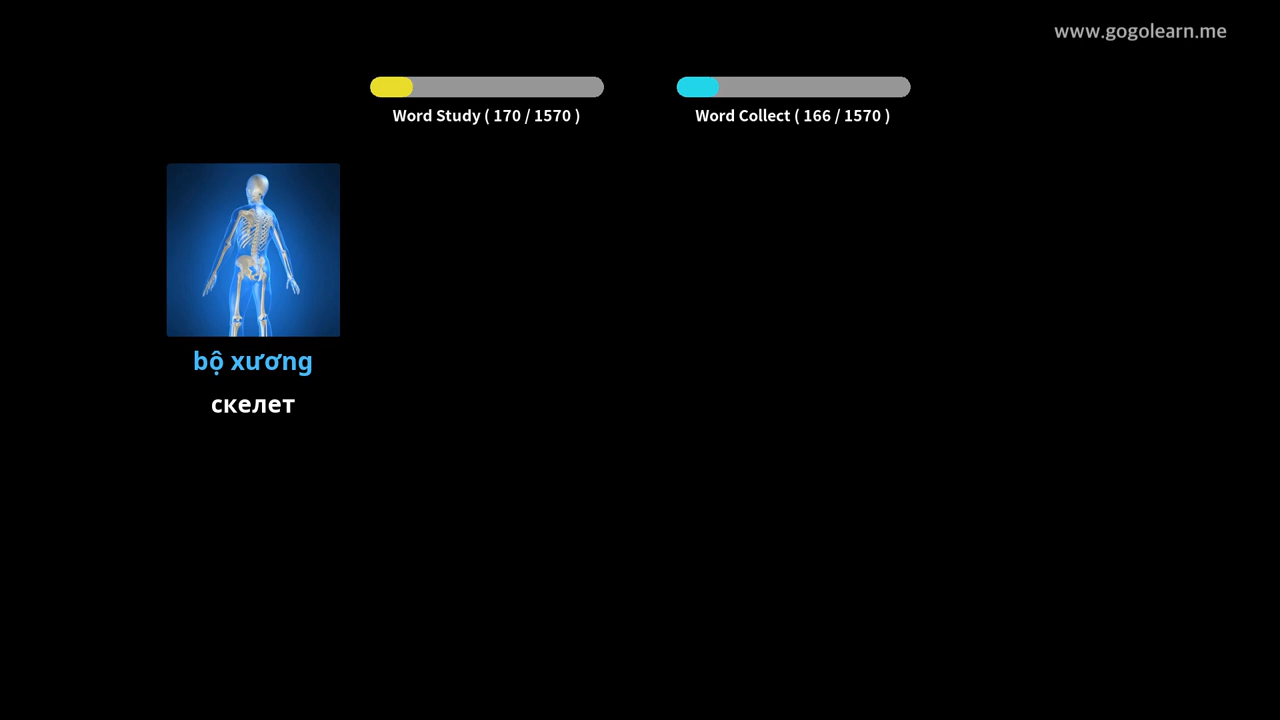 www.gogolearn.me
Word Study ( 170 / 1570 )
Word Collect ( 166 / 1570 )
bộ xương
скелет